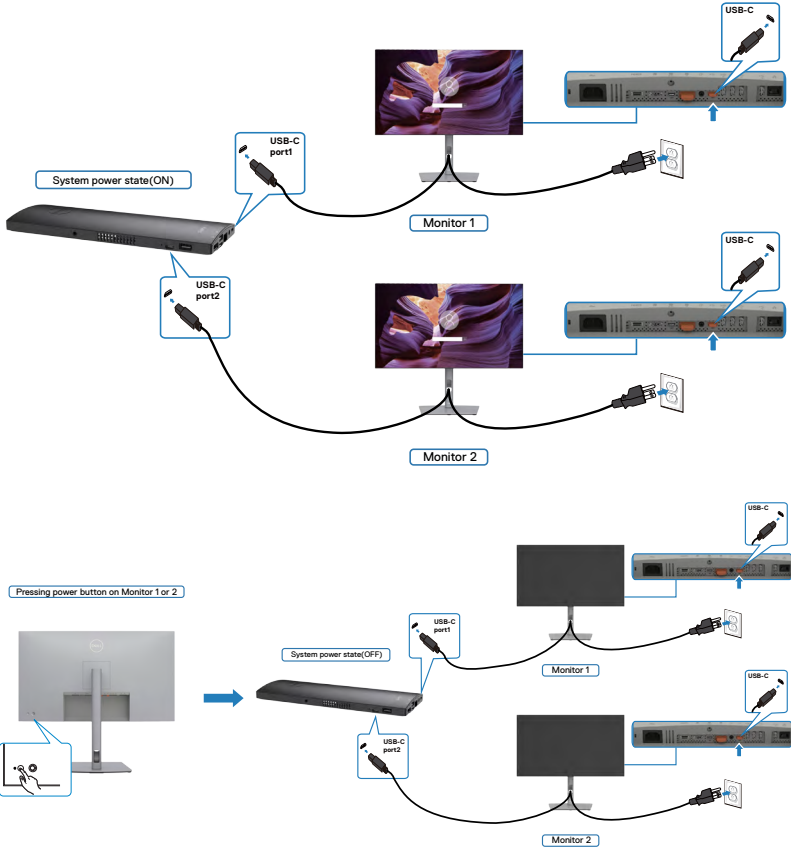 USB-C
USB-C
port1
System power state(ON)
Monitor 1
USB-C
USB-C
port2
Monitor 2
USB-C
Pressing power button on Monitor 1 or 2
USB-C
port1
System power state(OFF)
Monitor 1
USB-C
DELL
USB-C
port2
Monitor 2